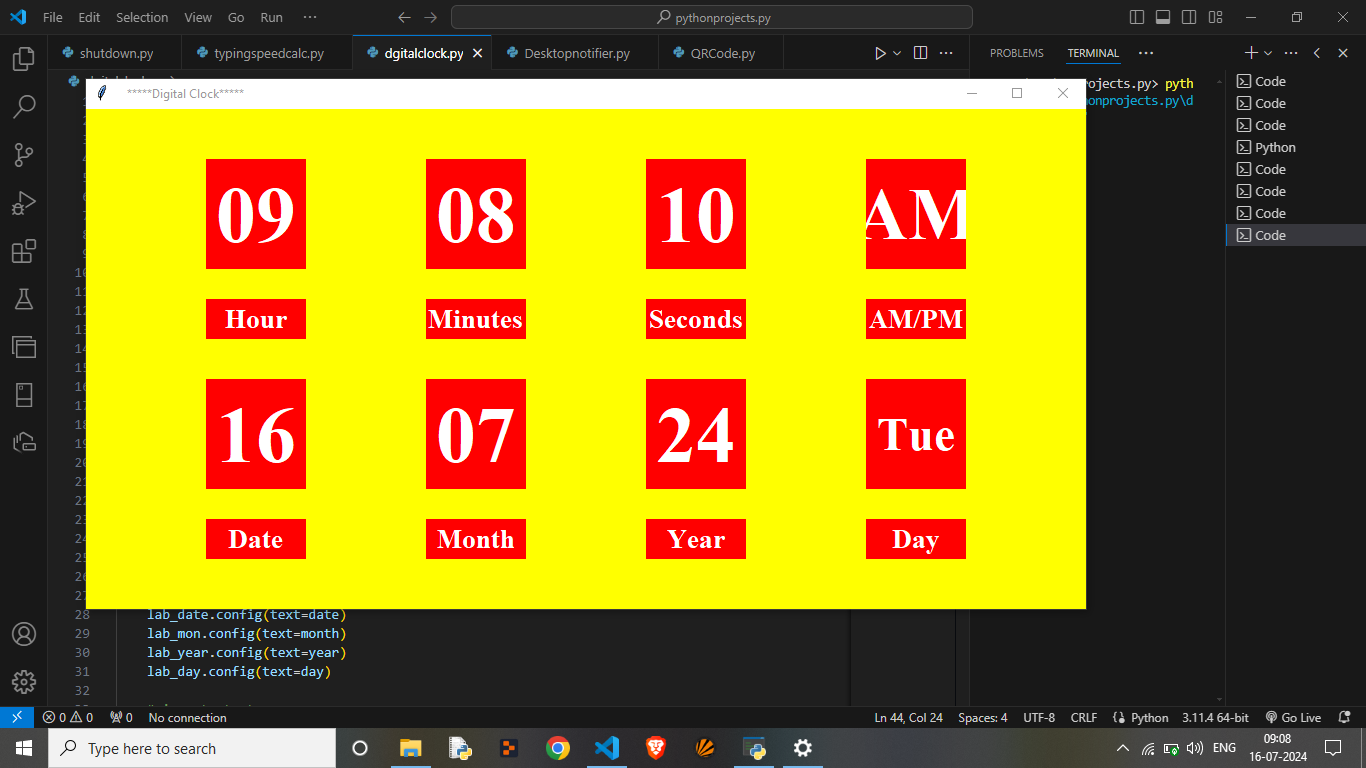 File Edit Selection View Go Run ···
pythonprojects.py
shutdown.py typingspeedcalc.py dgitalclock.py Desktopnotifier.py QRCode.py
PROBLEMS TERMINAL ···
*****Digital Clock*****
rojects.py> pyth
onprojects.py\d
Code
Code
Code
Python
Code
Code
Code
Code
09 08 10 AM
Hour Minutes Seconds AM/PM
16 07 24 Tue
Date Month Year Day
28 lab_date.config(text=date)
29 lab_mon.config(text=month)
30 lab_year.config(text=year)
31 lab_day.config(text=day)
32
0 0 0 No connection Ln 44, Col 24 Spaces: 4 UTF-8 CRLF Python 3.11.4 64-bit Go Live
Type here to search ENG 09:08
16-07-2024